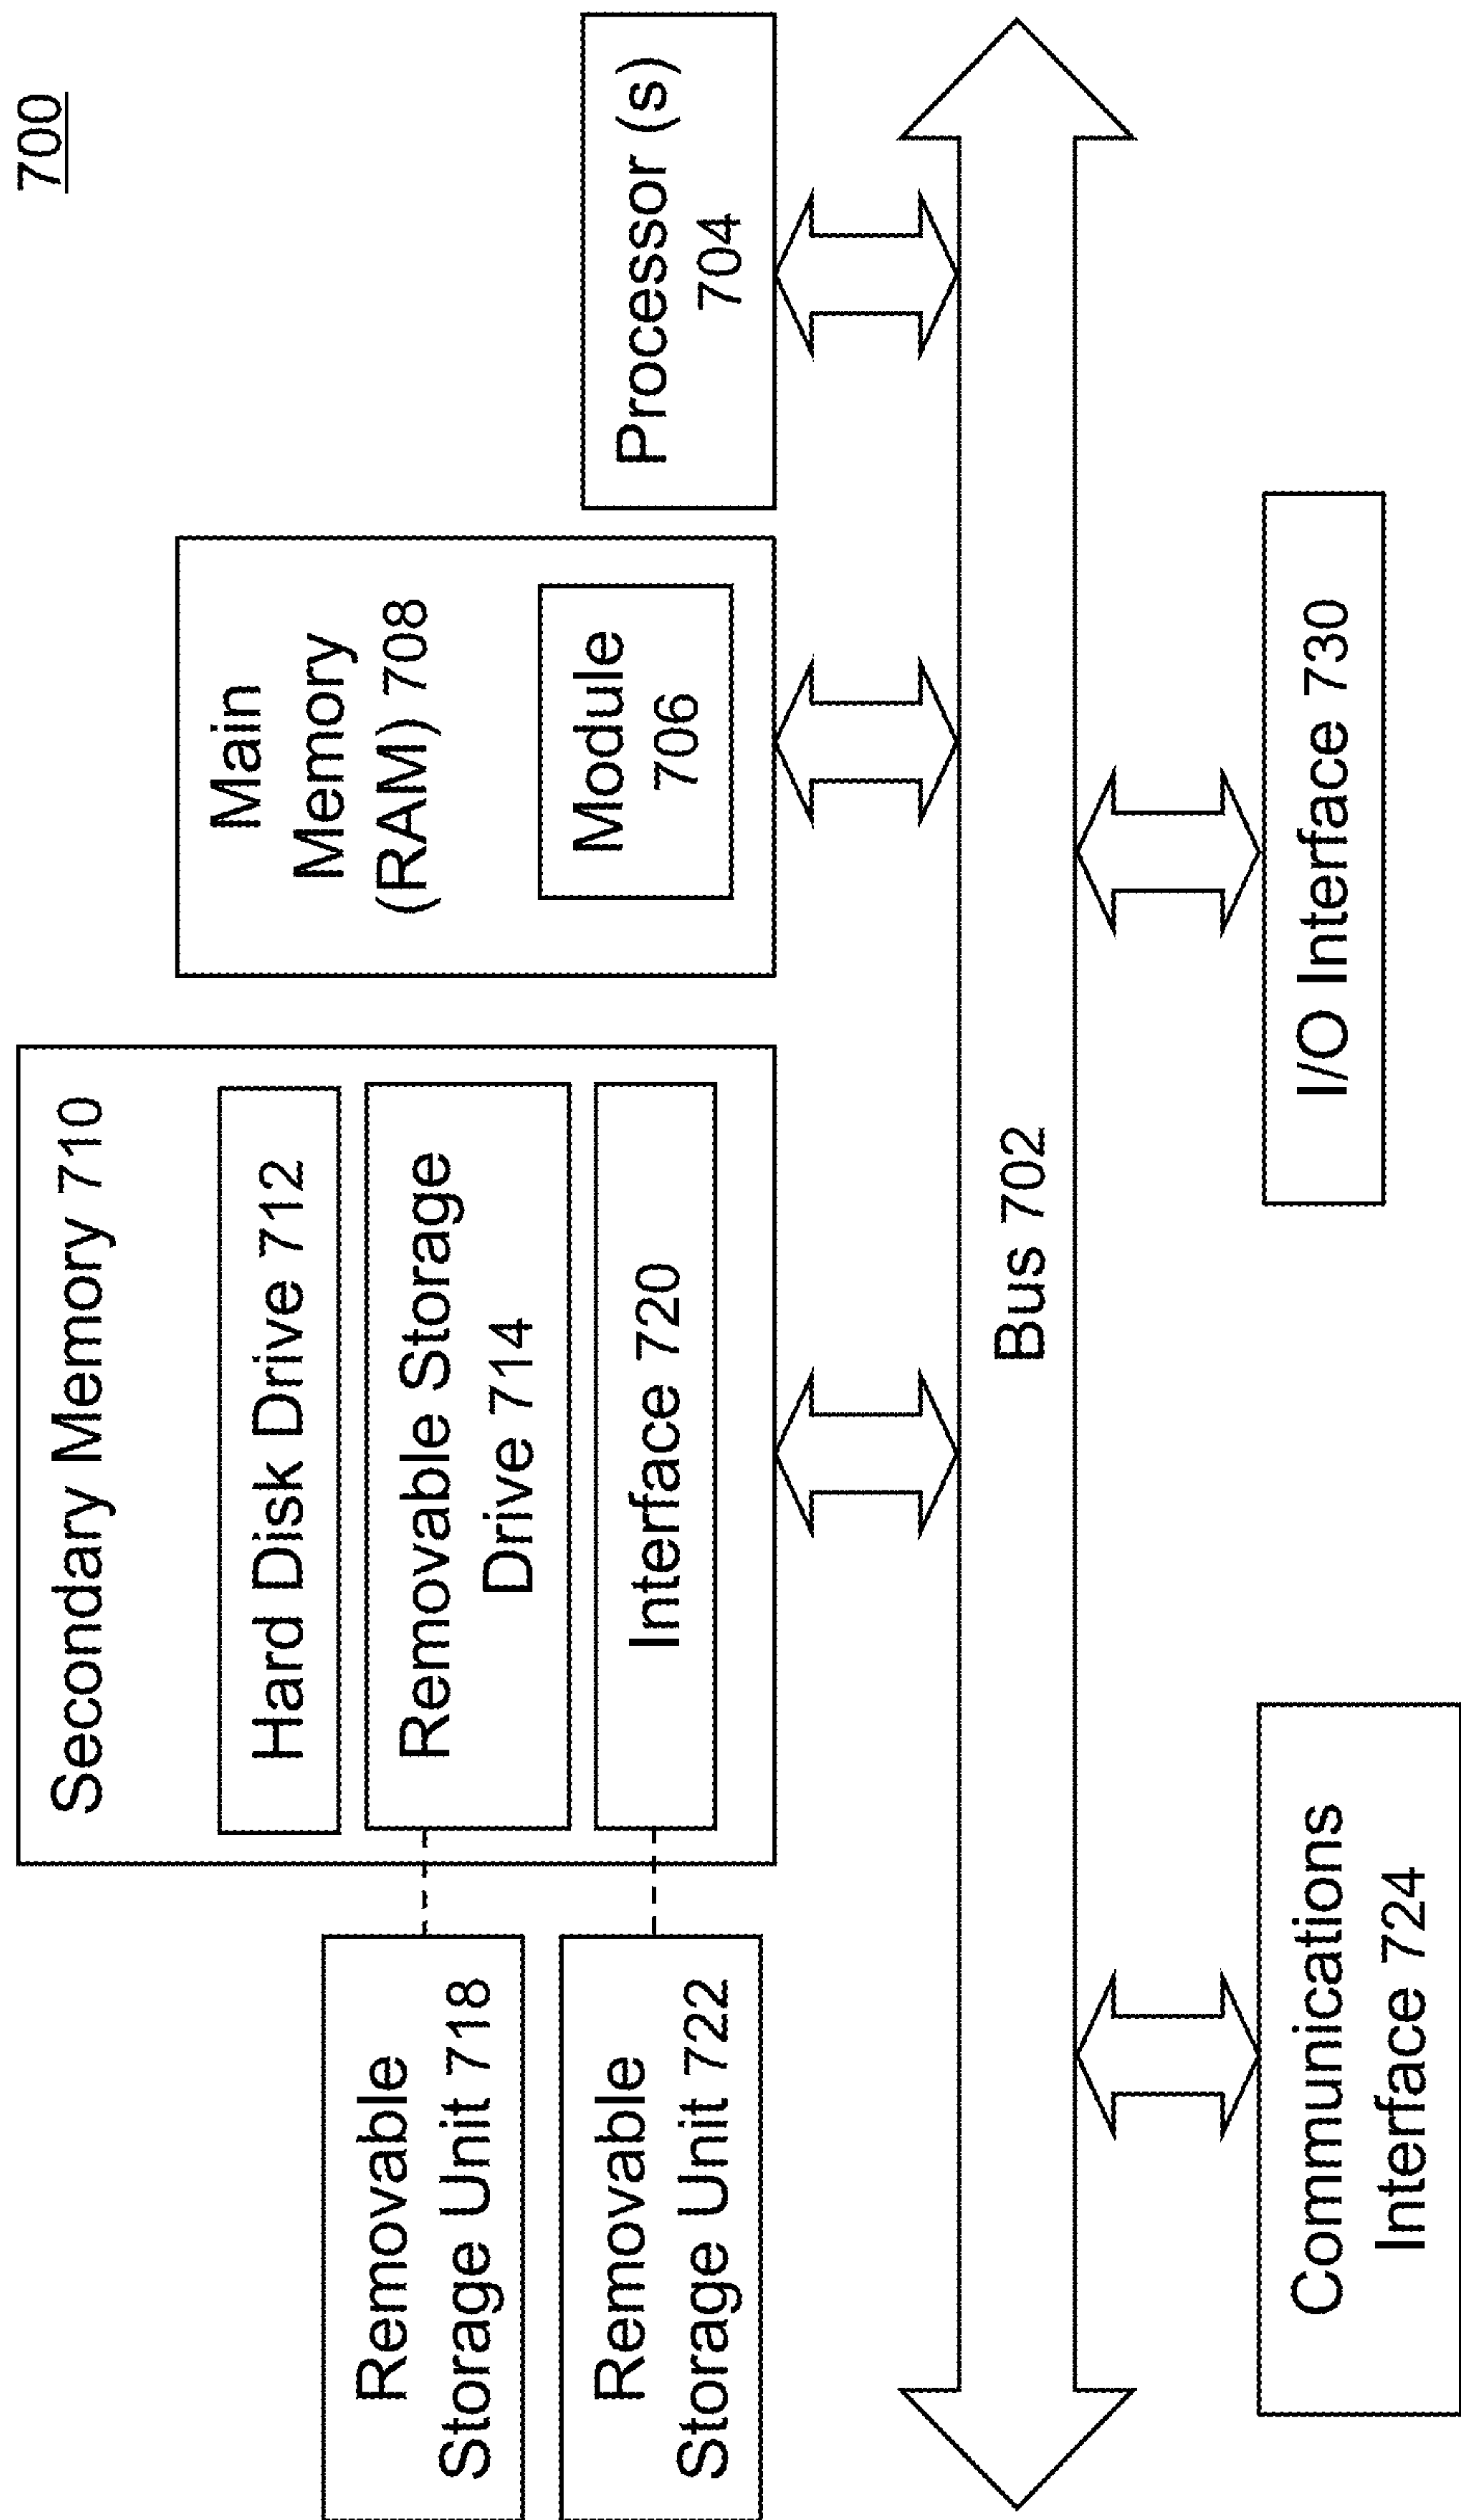 700
Secondary Memory 710
Hard Disk Drive 712
Removable Storage
Drive 714
Interface 720
Removable
Storage Unit 718
Removable
Storage Unit 722
Main
Memory
(RAM) 708
Module
706
Processor (s)
704
Bus 702
Communications
Interface 724
I/O Interface 730